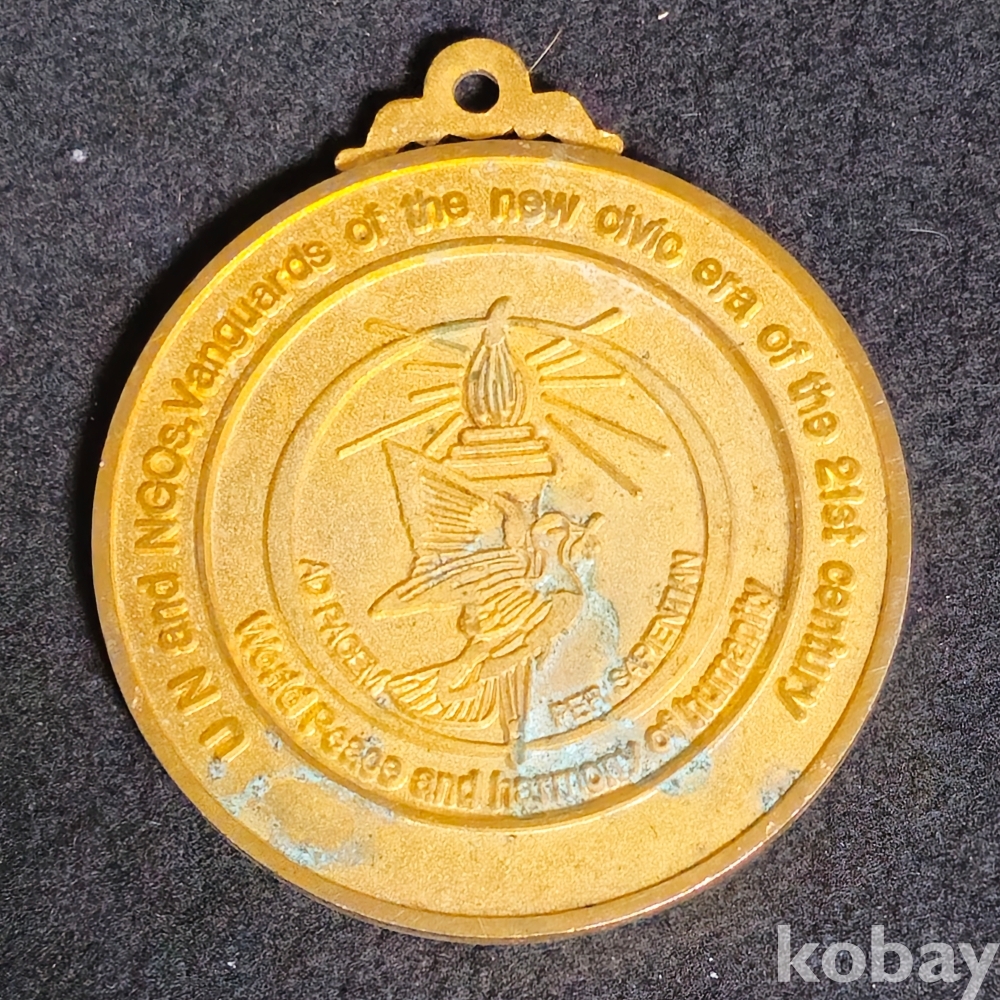 U N and NGOs, Vanguards of the new civic era of the 21st century
World Peace and harmony of humanity
AD PACEM PER SAPIENTIAN
kobay